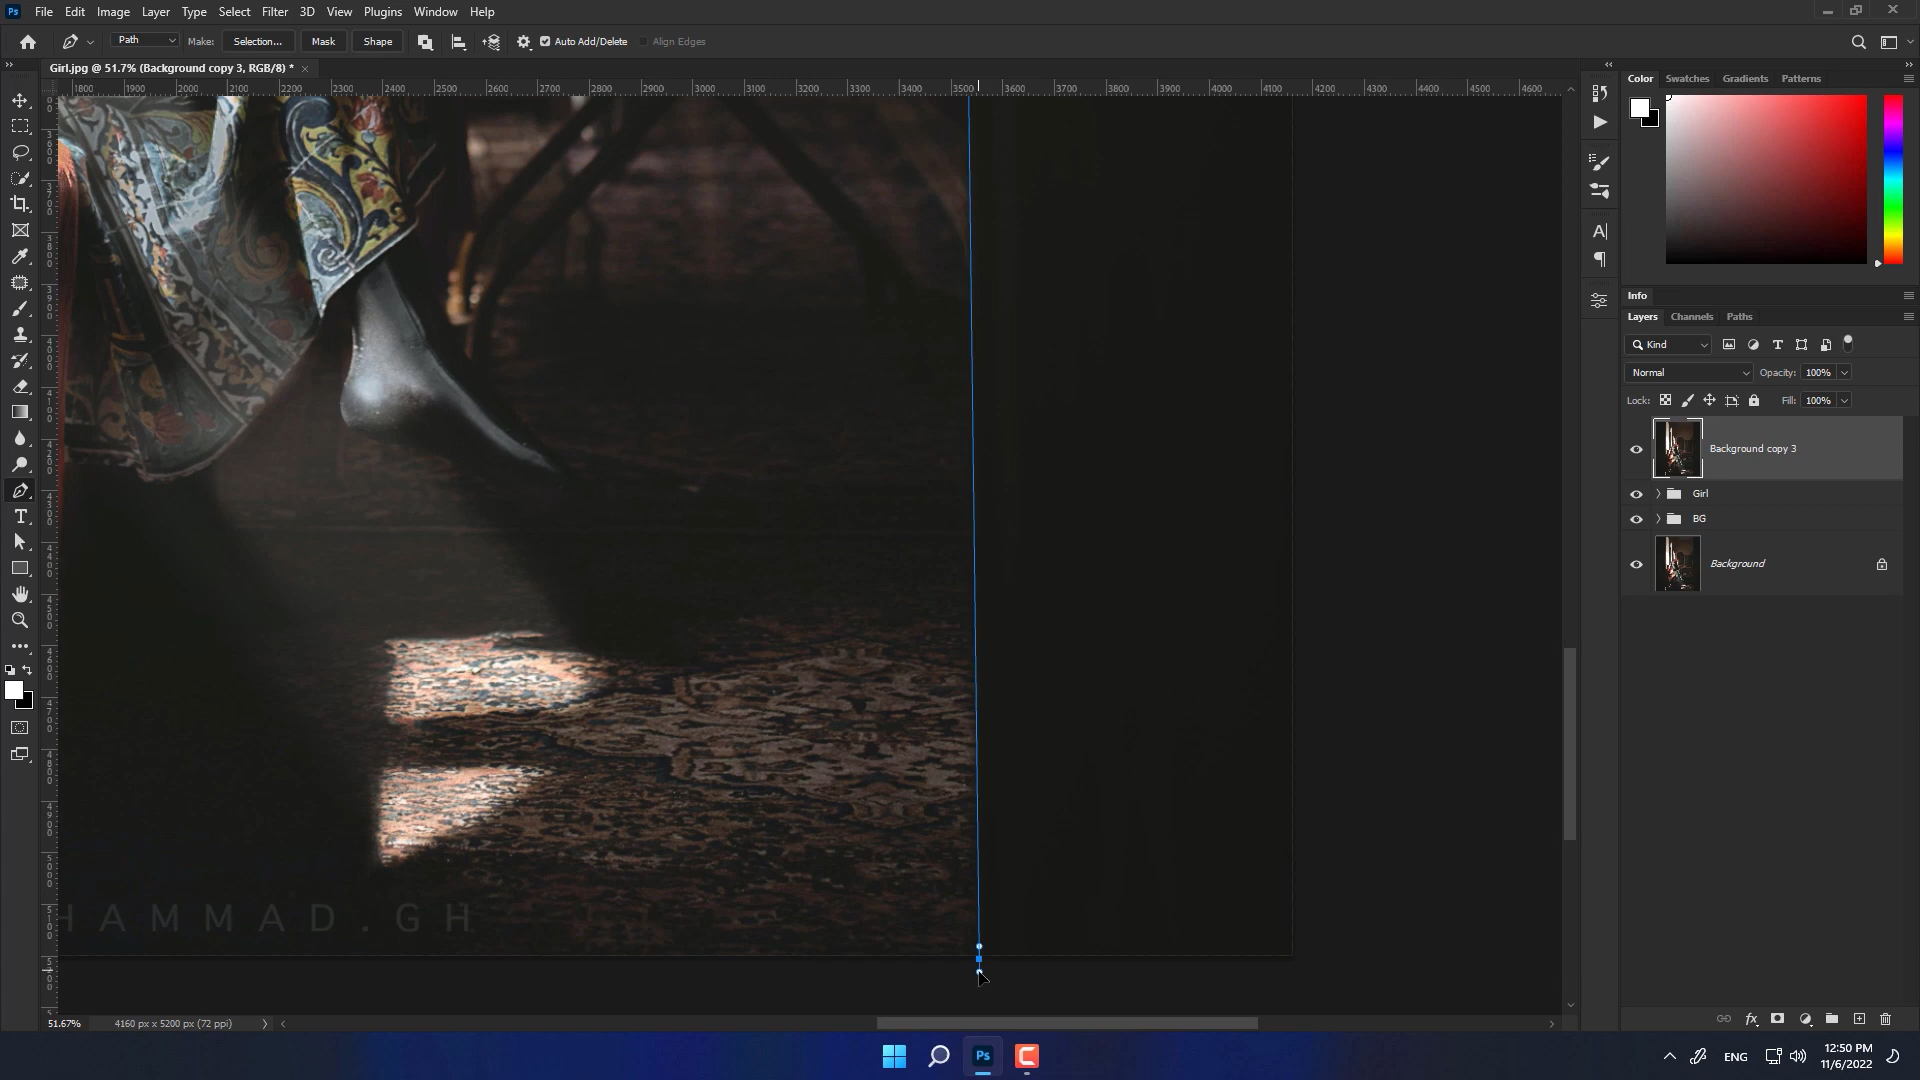 Ps File Edit Image Layer Type Select Filter 3D View Plugins Window Help
Path Make: Selection... Mask Shape Auto Add/Delete Align Edges
Girl.jpg @ 51.7% (Background copy 3, RGB/8) * ×
1800 1900 2000 2100 2200 2300 2400 2500 2600 2700 2800 2900 3000 3100 3200 3300 3400 3500 3600 3700 3800 3900 4000 4100 4200 4300 4400 4500 4600
Color Swatches Gradients Patterns
Info
Layers Channels Paths
Kind
Normal Opacity: 100%
Lock: Fill: 100%
Background copy 3
Girl
BG
Background
HAMMAD.GH
51.67% 4160 px x 5200 px (72 ppi)
Ps
ENG
12:50 PM
11/6/2022